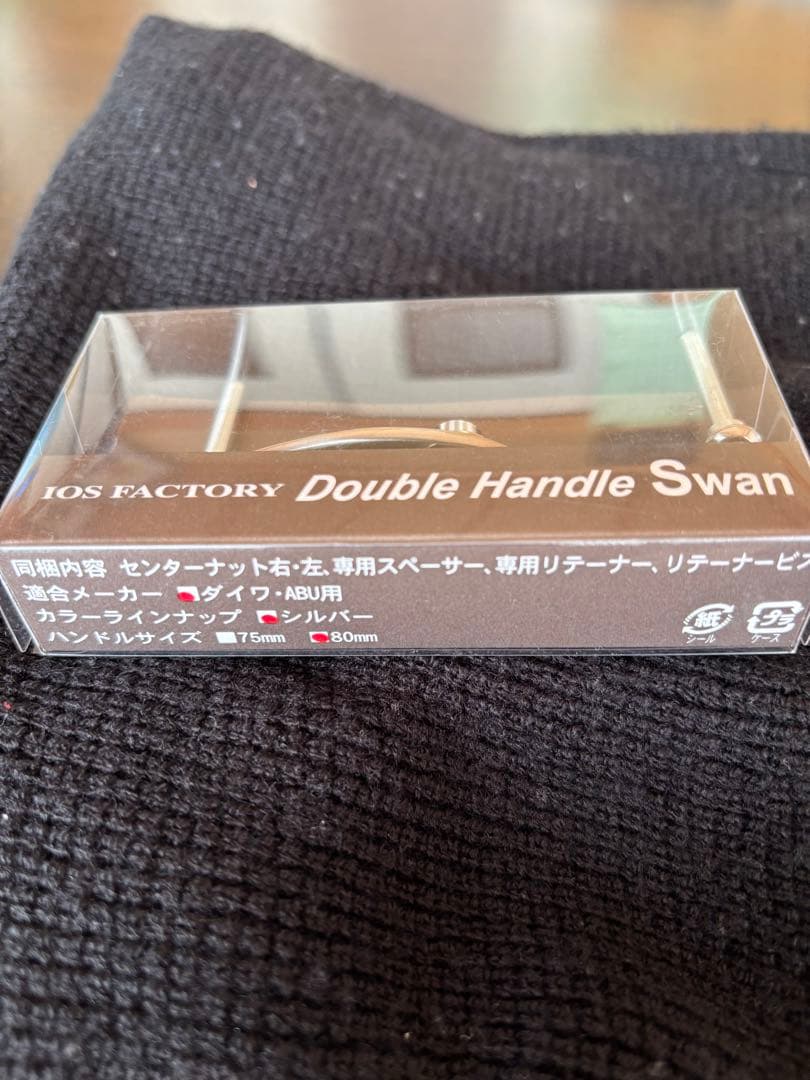 IOS FACTORY Double Handle Swan
同梱内容 センターナット右・左、専用スペーサー、専用リテーナー、リテーナービス
適合メーカー ダイワ・ABU用
カラーラインナップ シルバー
ハンドルサイズ 75mm 80mm
紙 プラ
シール ケース